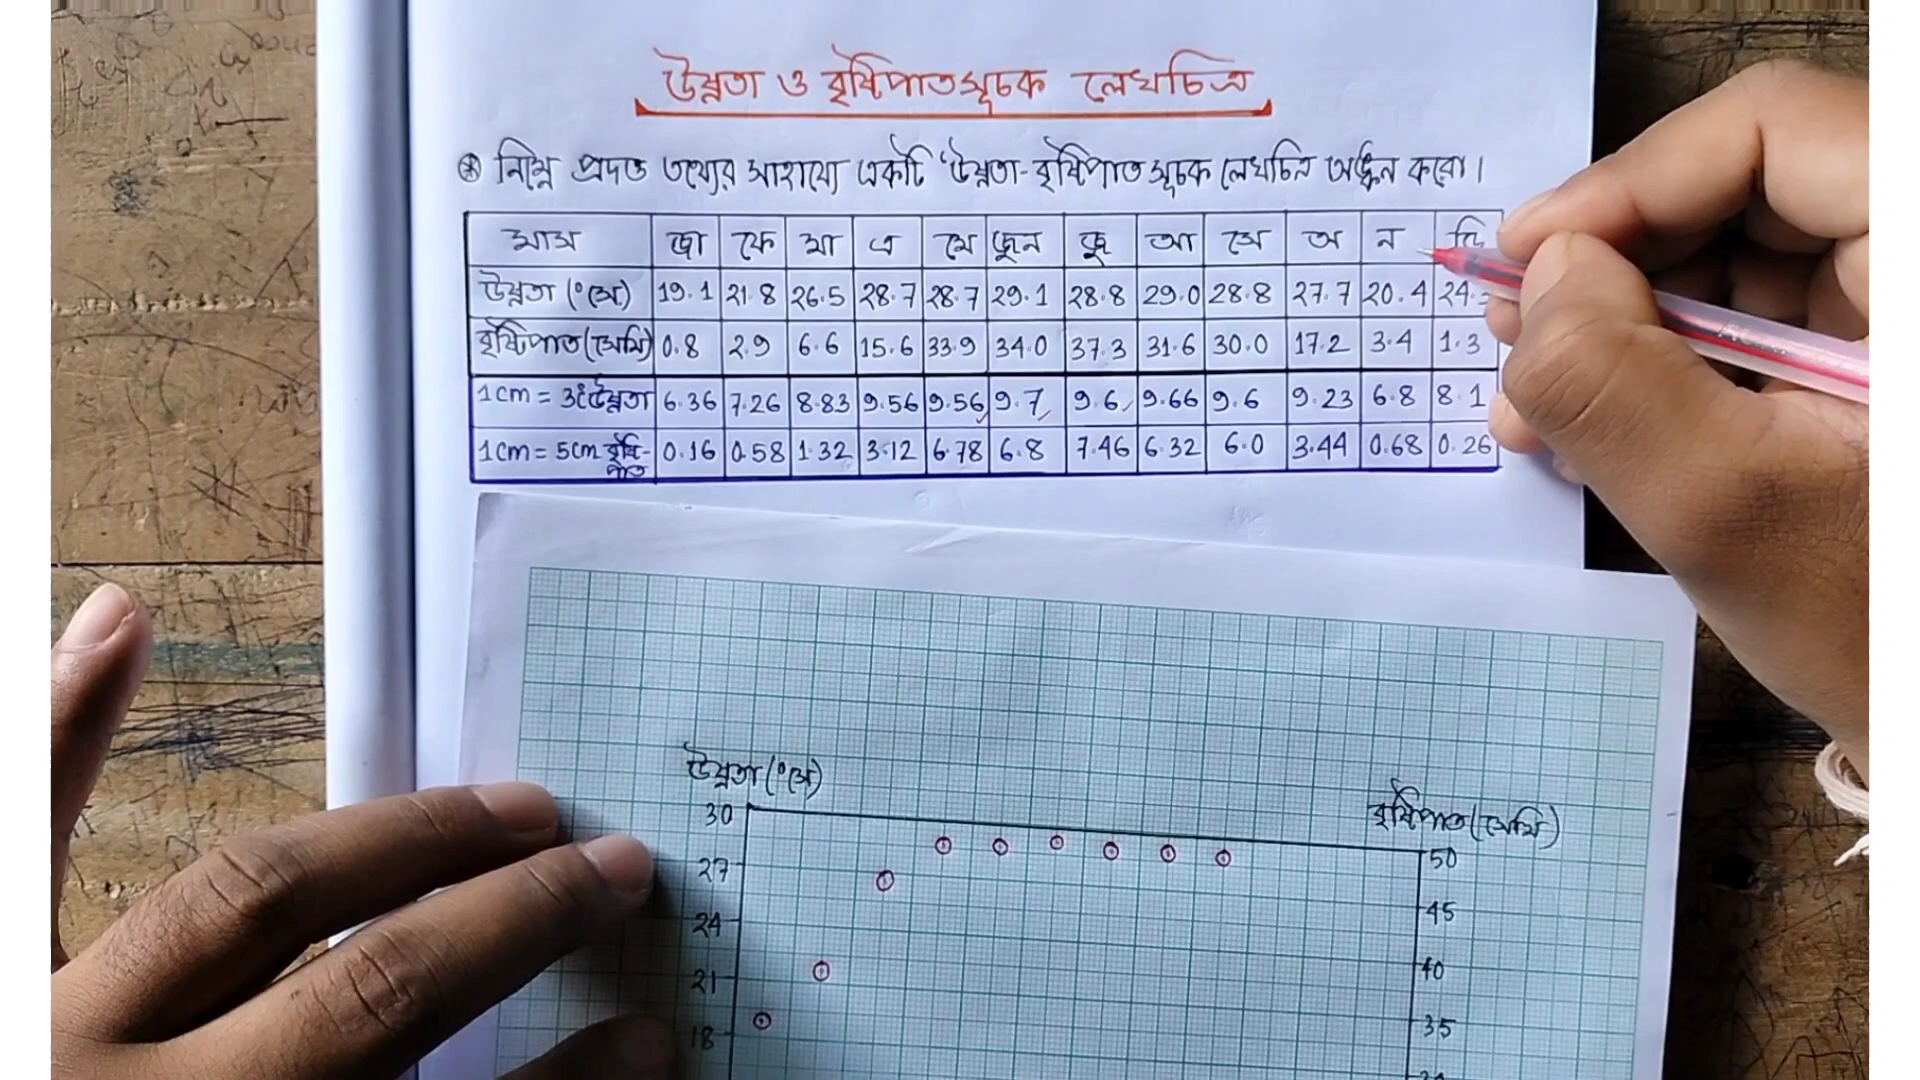 উষ্ণতা ও বৃষ্টিপাতসূচক লেখচিত্র
নিম্নে প্রদত্ত তথ্যের সাহায্যে একটি 'উষ্ণতা-বৃষ্টিপাতসূচক লেখচিত্র অঙ্কন করো।
মাস জা ফে মা এ মে জুন জু আ সে অ ন ডি
উষ্ণতা (°সে) 19.1 21.8 26.5 28.7 28.7 29.1 28.8 29.0 28.8 27.7 20.4
বৃষ্টিপাত(সেমি) 0.8 2.9 6.6 15.6 33.9 34.0 37.3 31.6 30.0 17.2 3.4 1.3
1cm = 3°সেউষ্ণতা 6.36 7.26 8.83 9.56 9.56 9.7 9.6 9.66 9.6 9.23 6.8 8.1
1cm = 5cm বৃষ্টি- 0.16 0.58 1.32 3.12 6.78 6.8 7.46 6.32 6.0 3.44 0.68 0.26
পাত
উষ্ণতা(°সে)
বৃষ্টিপাত(সেমি)
30
50
27
45
24
40
21
35
18